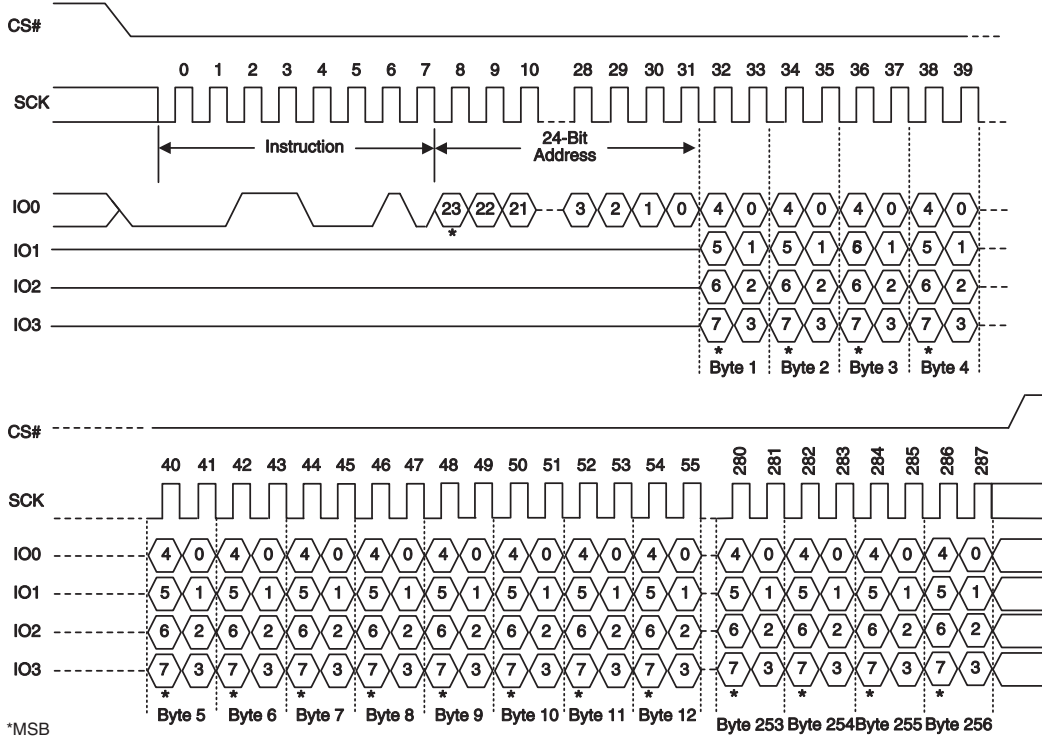 CS#
0 1 2 3 4 5 6 7 8 9 10 28 29 30 31 32 33 34 35 36 37 38 39
SCK
Instruction
24-Bit
Address
IO0 23 22 21 3 2 1 0 4 0 4 0 4 0 4 0
*
IO1 5 1 5 1 6 1 5 1
IO2 6 2 6 2 6 2 6 2
IO3 7 3 7 3 7 3 7 3
* * * *
Byte 1 Byte 2 Byte 3 Byte 4
CS#
40 41 42 43 44 45 46 47 48 49 50 51 52 53 54 55 280 281 282 283 284 285 286 287
SCK
IO0 4 0 4 0 4 0 4 0 4 0 4 0 4 0 4 0 4 0 4 0 4 0 4 0
IO1 5 1 5 1 5 1 5 1 5 1 5 1 5 1 5 1 5 1 5 1 5 1 5 1
IO2 6 2 6 2 6 2 6 2 6 2 6 2 6 2 6 2 6 2 6 2 6 2 6 2
IO3 7 3 7 3 7 3 7 3 7 3 7 3 7 3 7 3 7 3 7 3 7 3 7 3
* * * * * * * * * * * *
Byte 5 Byte 6 Byte 7 Byte 8 Byte 9 Byte 10 Byte 11 Byte 12 Byte 253 Byte 254 Byte 255 Byte 256
*MSB